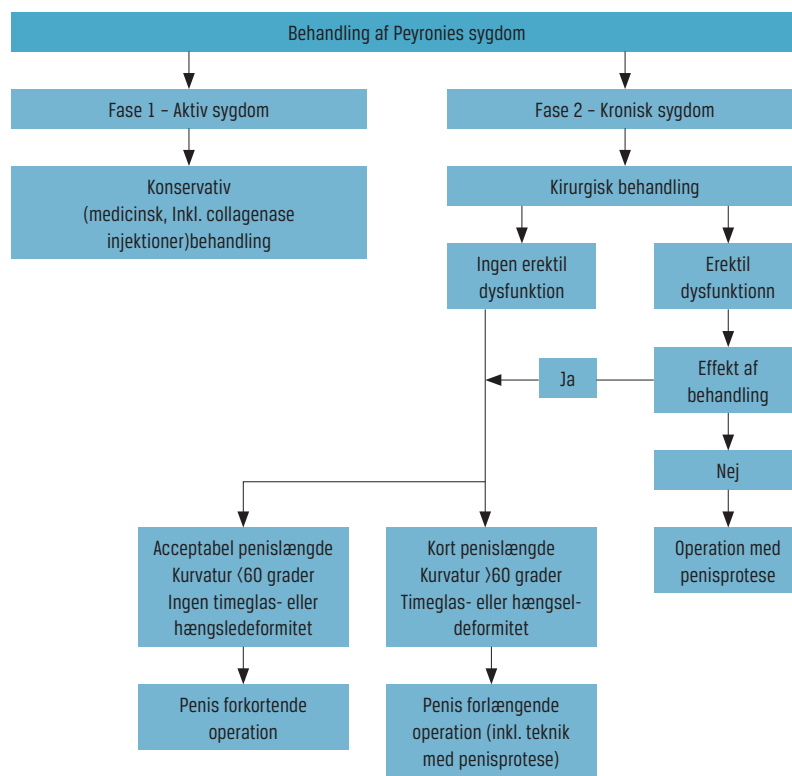 Behandling af Peyronies sygdom
Fase 1 – Aktiv sygdom
Fase 2 – Kronisk sygdom
Konservativ
(medicinsk, Inkl. collagenase
injektioner)behandling
Kirurgisk behandling
Ingen erektil
dysfunktion
Erektil
dysfunktionn
Ja
Effekt af
behandling
Nej
Acceptabel penislængde
Kurvatur <60 grader
Ingen timeglas- eller
hængsledeformitet
Kort penislængde
Kurvatur >60 grader
Timeglas- eller hængsel-
deformitet
Operation med
penisprotese
Penis forkortende
operation
Penis forlængende
operation (inkl. teknik
med penisprotese)